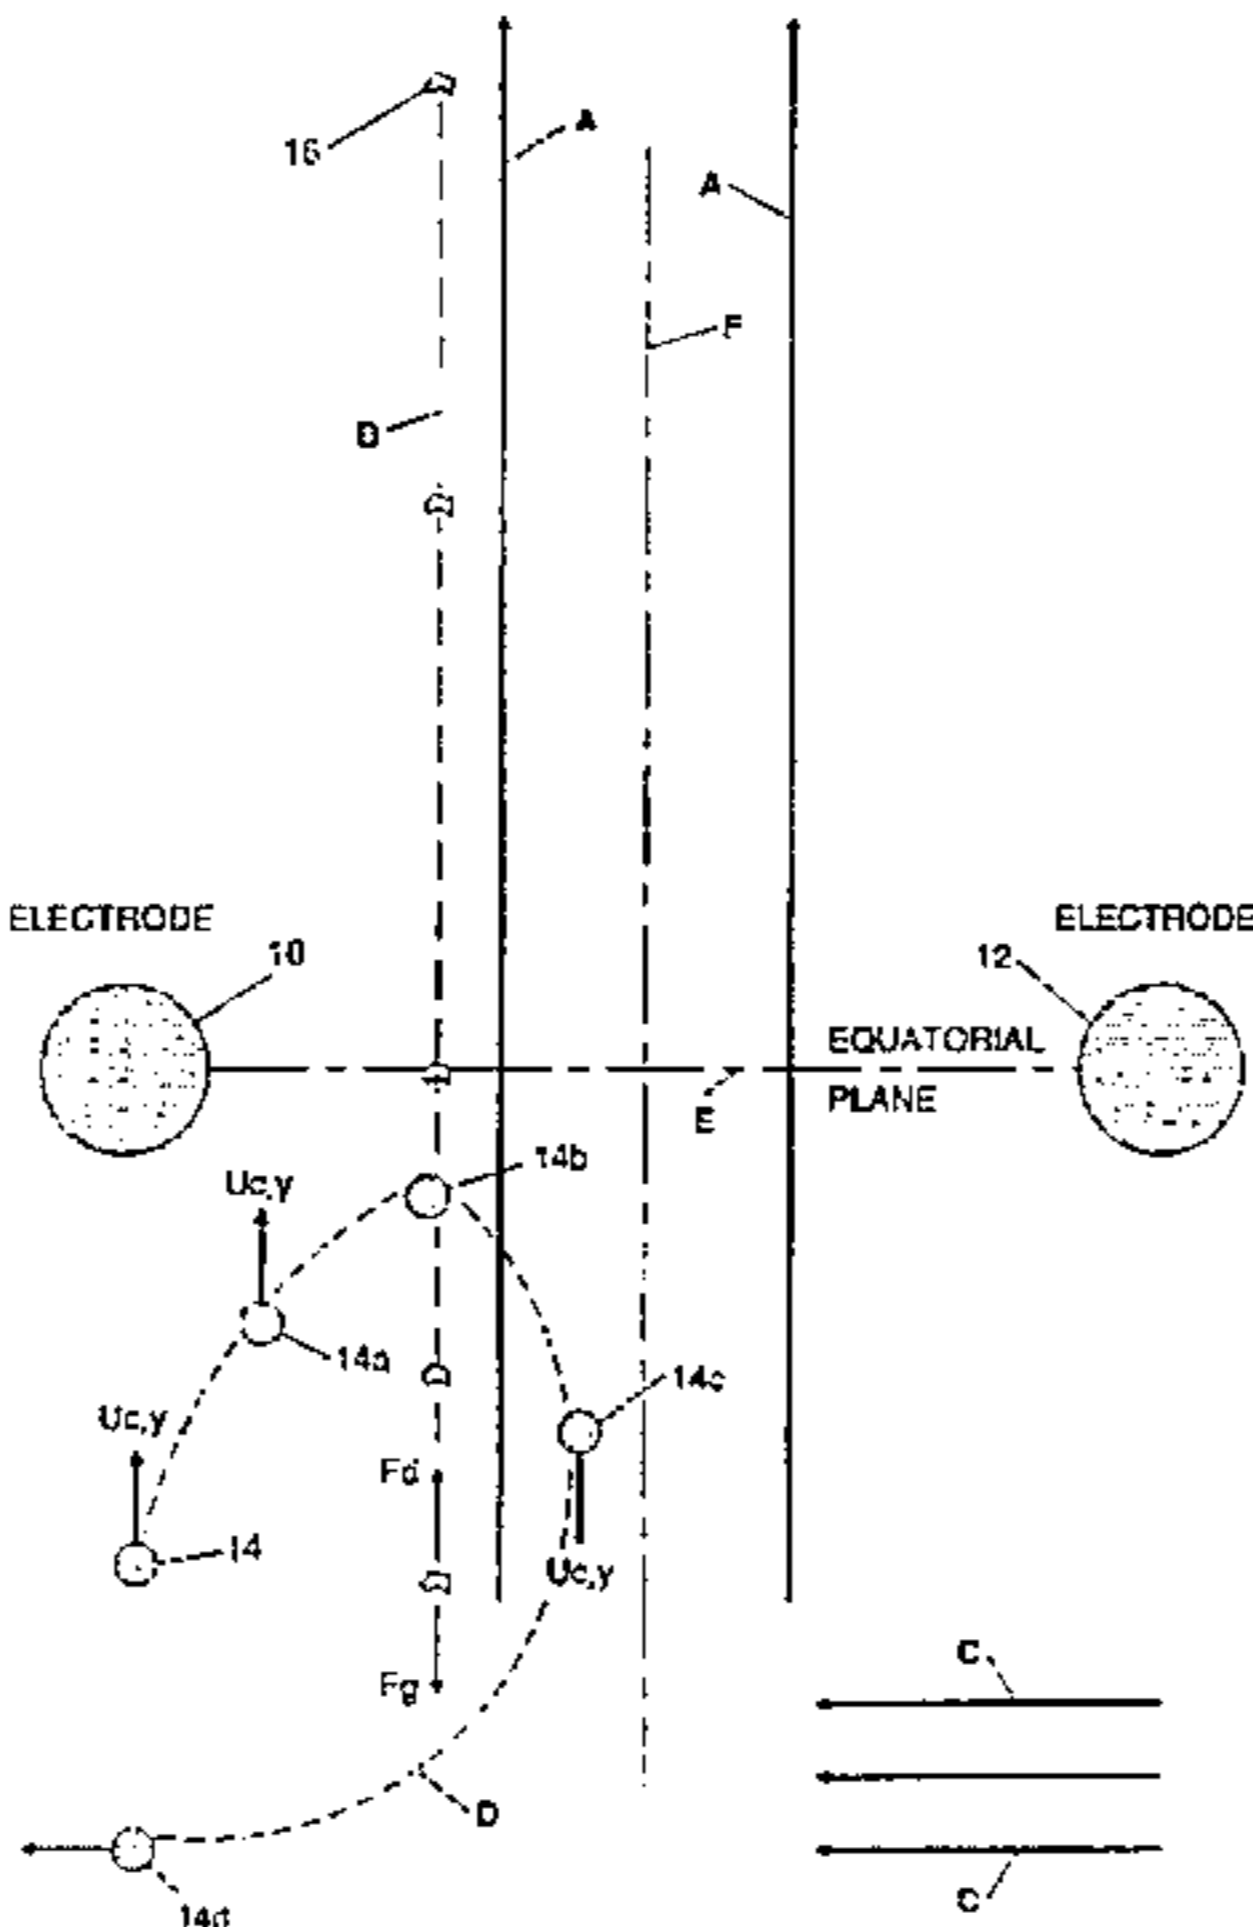 16
A
A
F
D
ELECTRODE
10
ELECTRODE
12
EQUATORIAL
PLANE
E
14b
Uc,y
14a
14c
Uc,y
Fd
14
Uc,y
Fg
C
D
C
14d